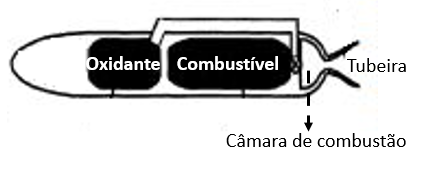 Oxidante
Combustível
Tubeira
Câmara de combustão